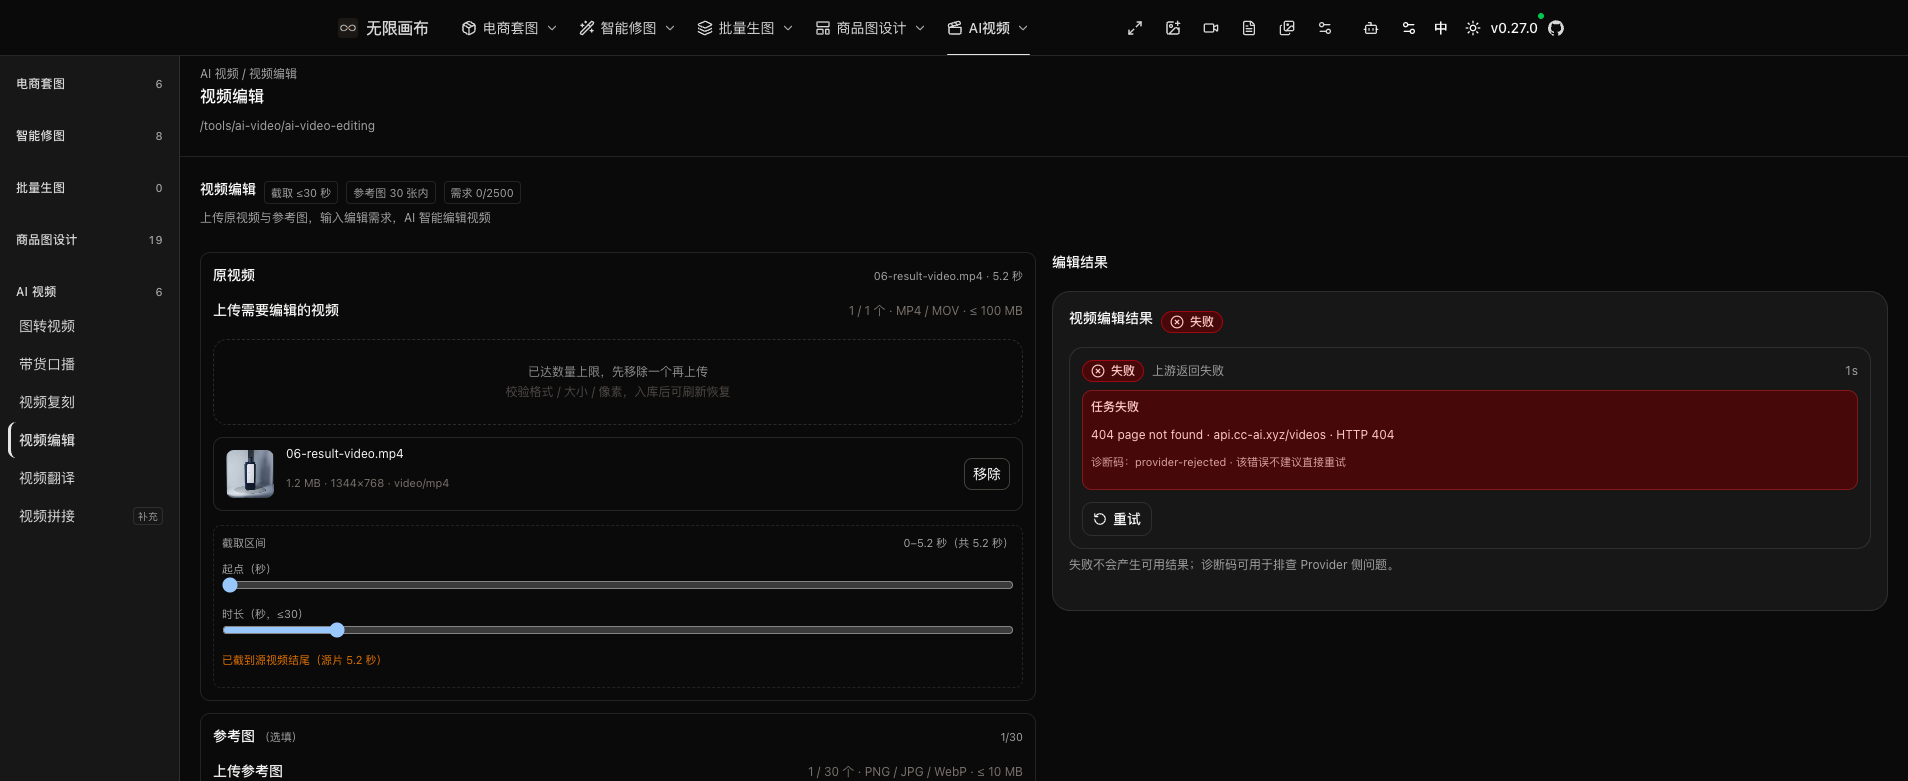 无限画布
电商套图
智能修图
批量生图
商品图设计
AI视频
中
v0.27.0
电商套图 6
智能修图 8
批量生图 0
商品图设计 19
AI 视频 6
图转视频
带货口播
视频复刻
视频编辑
视频翻译
视频拼接 补充
AI 视频 / 视频编辑
视频编辑
/tools/ai-video/ai-video-editing
视频编辑 截取 ≤30 秒 参考图 30 张内 需求 0/2500
上传原视频与参考图，输入编辑需求，AI 智能编辑视频
原视频 06-result-video.mp4 · 5.2 秒
上传需要编辑的视频 1 / 1 个 · MP4 / MOV · ≤ 100 MB
已达数量上限，先移除一个再上传
校验格式 / 大小 / 像素，入库后可刷新恢复
06-result-video.mp4
1.2 MB · 1344×768 · video/mp4
移除
截取区间 0–5.2 秒（共 5.2 秒）
起点（秒）
时长（秒，≤30）
已截到源视频结尾（源片 5.2 秒）
参考图 （选填） 1/30
上传参考图 1 / 30 个 · PNG / JPG / WebP · ≤ 10 MB
编辑结果
视频编辑结果 失败
失败 上游返回失败 1s
任务失败
404 page not found · api.cc-ai.xyz/videos · HTTP 404
诊断码：provider-rejected · 该错误不建议直接重试
重试
失败不会产生可用结果；诊断码可用于排查 Provider 侧问题。